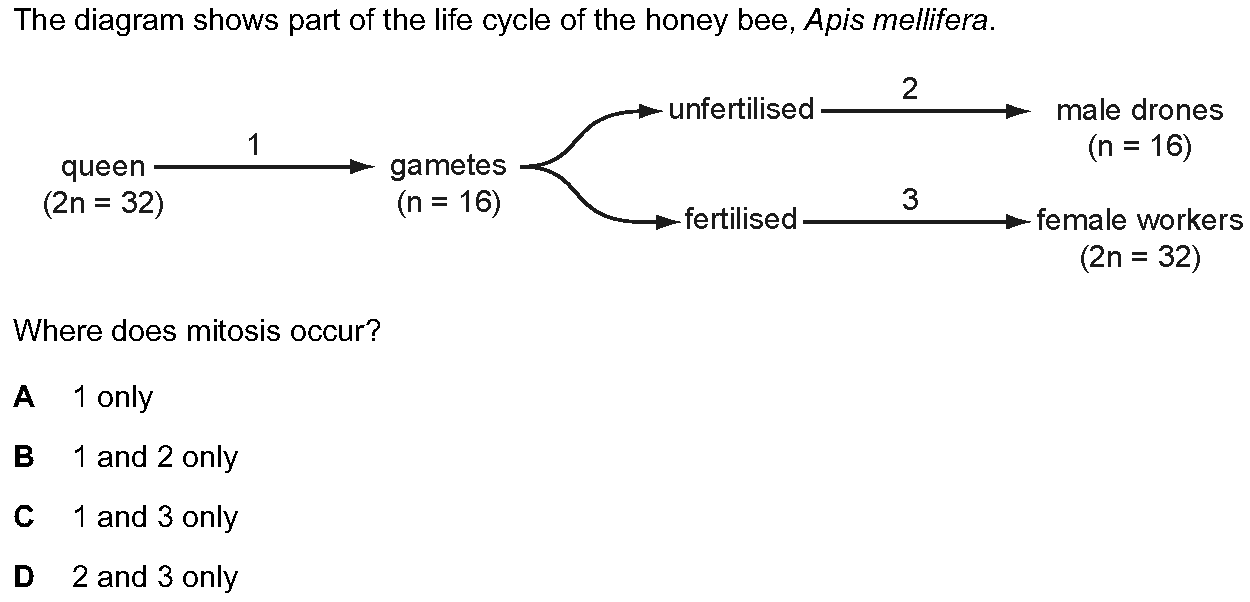 The diagram shows part of the life cycle of the honey bee, Apis mellifera.
queen
(2n = 32)
1
gametes
(n = 16)
unfertilised
2
male drones
(n = 16)
fertilised
3
female workers
(2n = 32)
Where does mitosis occur?
A 1 only
B 1 and 2 only
C 1 and 3 only
D 2 and 3 only